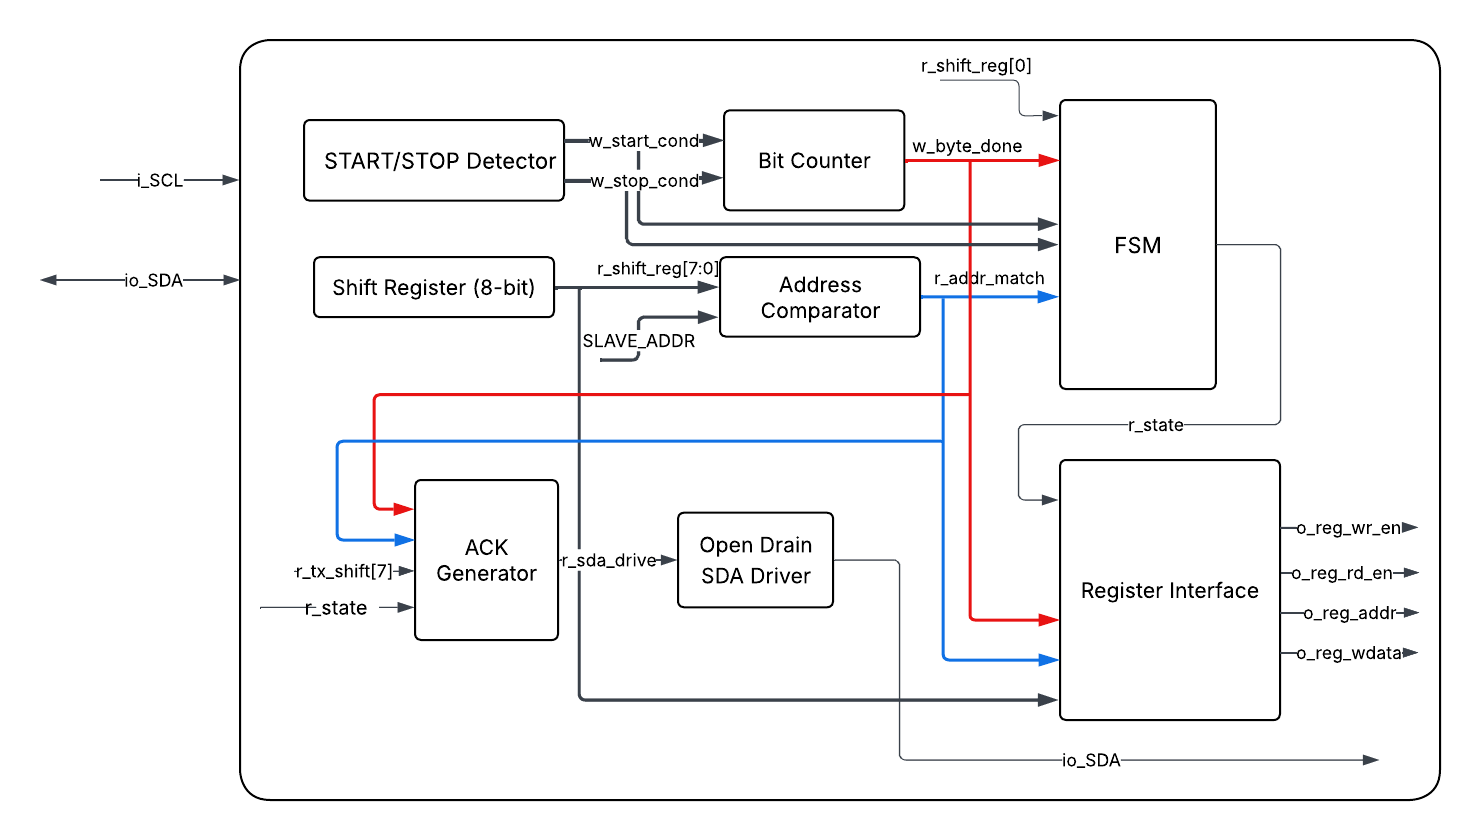 r_shift_reg[0]
START/STOP Detector
w_start_cond
w_stop_cond
Bit Counter
w_byte_done
i_SCL
FSM
io_SDA
Shift Register (8-bit)
r_shift_reg[7:0]
SLAVE_ADDR
Address
Comparator
r_addr_match
r_state
ACK
Generator
r_tx_shift[7]
r_state
r_sda_drive
Open Drain
SDA Driver
Register Interface
o_reg_wr_en
o_reg_rd_en
o_reg_addr
o_reg_wdata
io_SDA